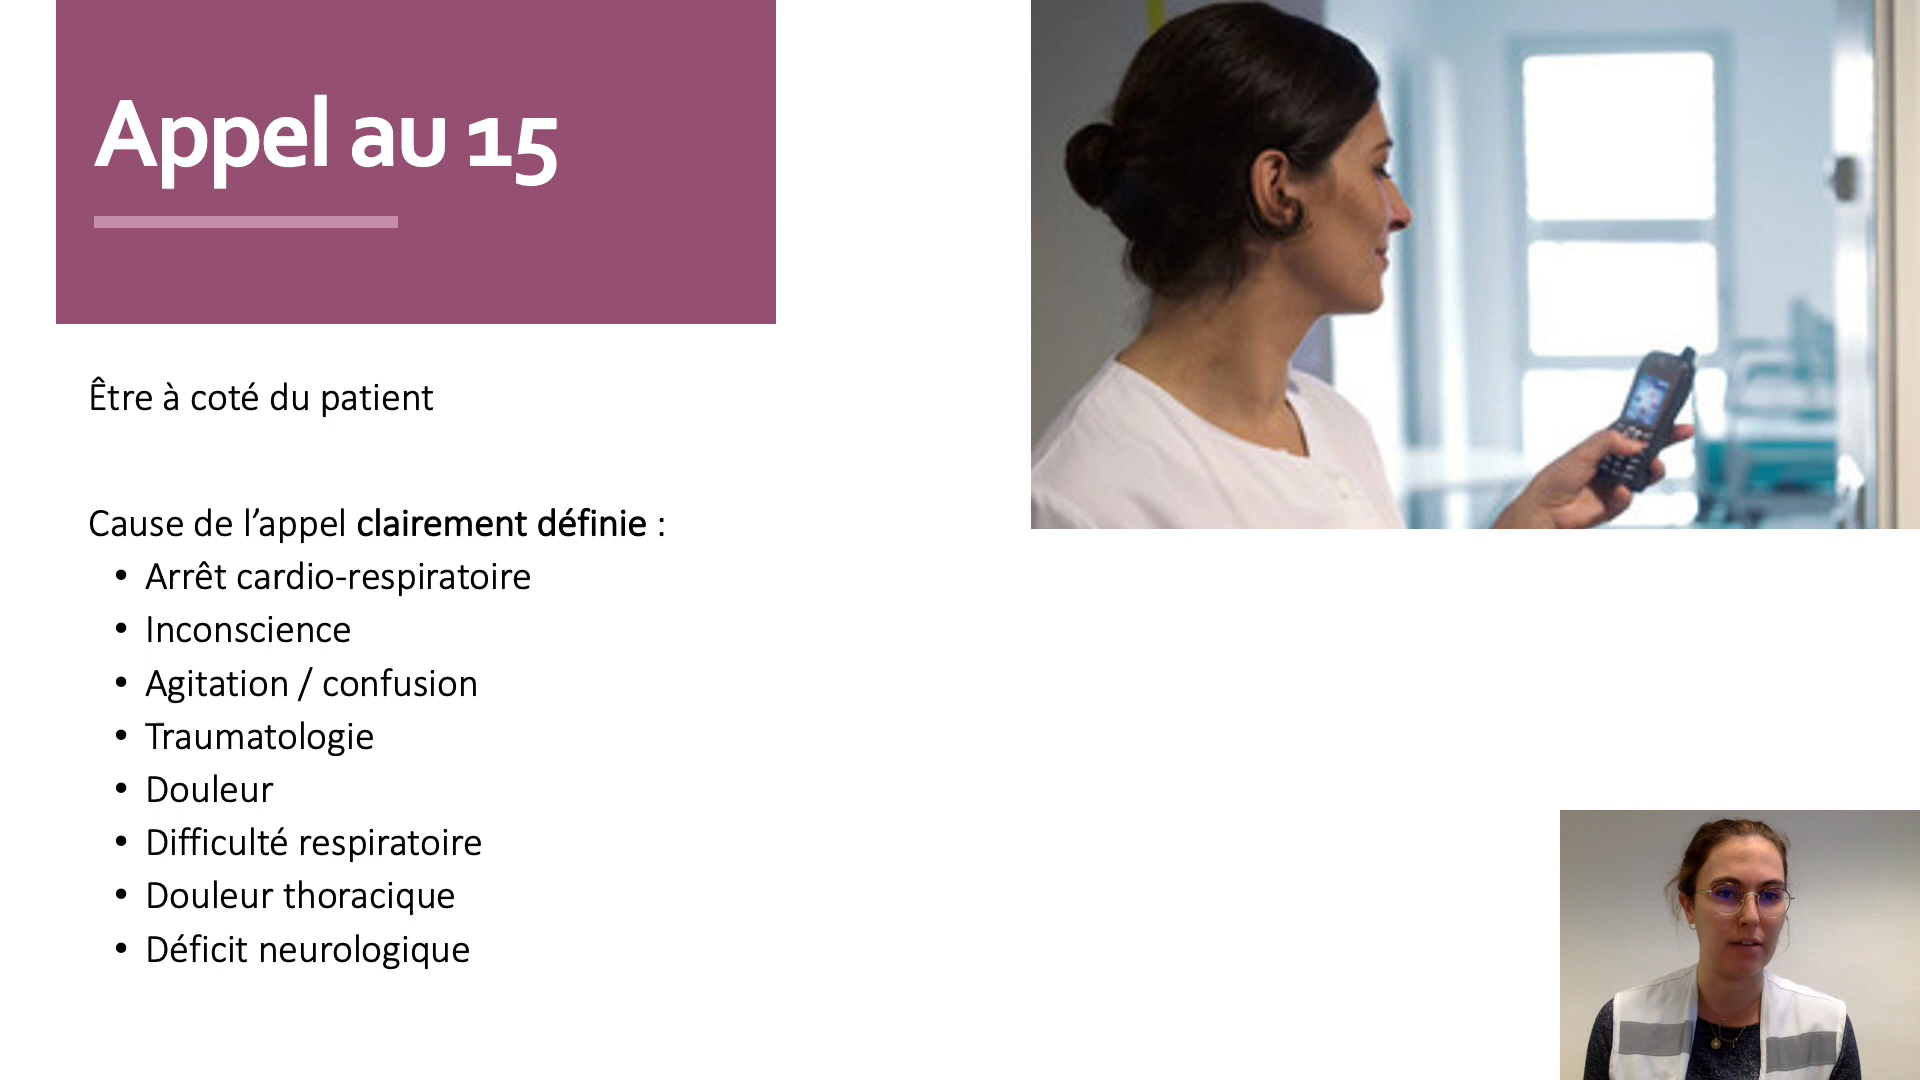 Appel au 15
Être à coté du patient
Cause de l’appel clairement définie :
• Arrêt cardio-respiratoire
• Inconscience
• Agitation / confusion
• Traumatologie
• Douleur
• Difficulté respiratoire
• Douleur thoracique
• Déficit neurologique